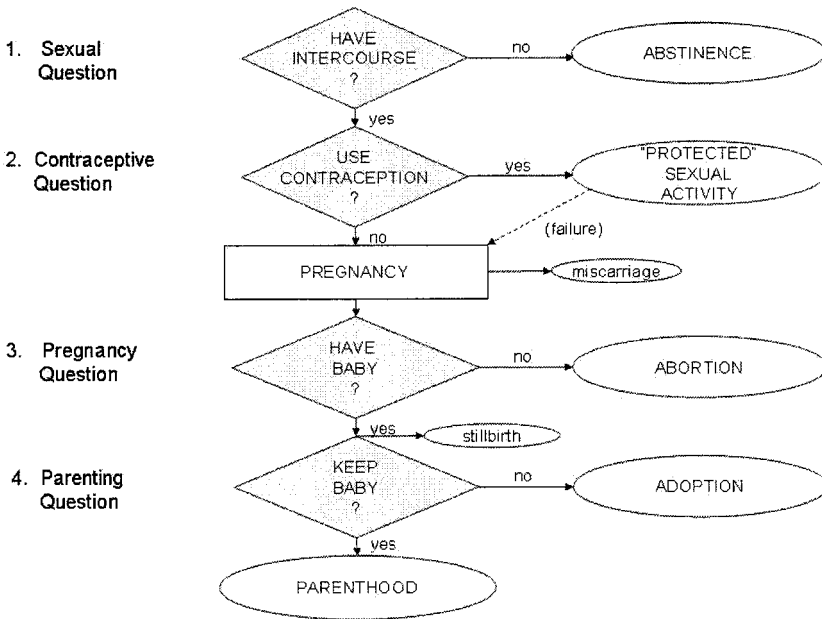 1. Sexual
Question
HAVE
INTERCOURSE
?
no
ABSTINENCE
yes
2. Contraceptive
Question
USE
CONTRACEPTION
?
yes
"PROTECTED"
SEXUAL
ACTIVITY
(failure)
no
PREGNANCY
miscarriage
3. Pregnancy
Question
HAVE
BABY
?
no
ABORTION
yes
stillbirth
4. Parenting
Question
KEEP
BABY
?
no
ADOPTION
yes
PARENTHOOD